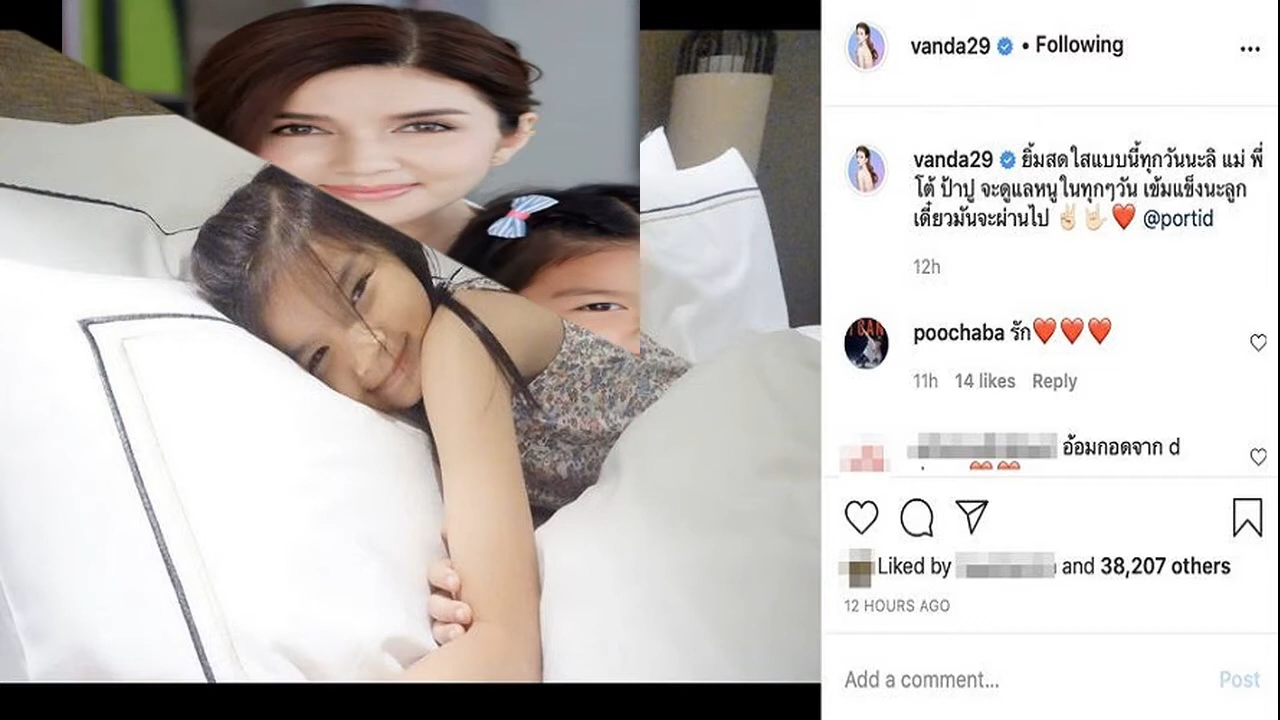 vanda29 • Following
vanda29 ยิ้มสดใสแบบนี้ทุกวันนะลิ แม่ พี่
โต้ ป้าปู จะดูแลหนูในทุกๆวัน เข้มแข็งนะลูก
เดี๋ยวมันจะผ่านไป ✌🏻🤟🏻❤️ @portid
12h
poochaba รัก❤️❤️❤️
11h 14 likes Reply
อ้อมกอดจาก d
Liked by and 38,207 others
12 HOURS AGO
Add a comment... Post